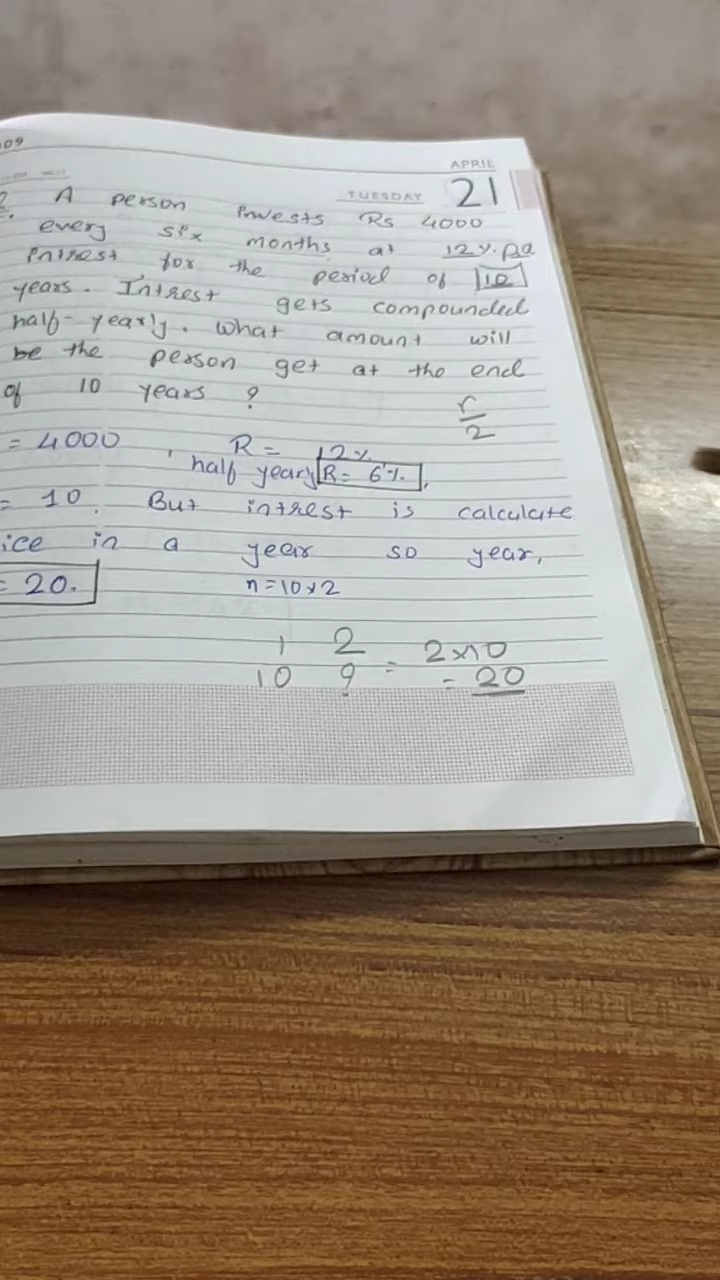 09
APRIL
TUESDAY 21
2. A person invests Rs 4000
every six months at 12%. pa
intrest for the period of 10
years. Intrest gets compounded
half-yearly. What amount will
be the person get at the end
of 10 years ?
r/2
= 4000, R = 12%
half yearly R = 6%.,
= 10. But intrest is calculate
ice in a year so year,
= 20. n=10x2
1 2 = 2x10
10 9 = 20